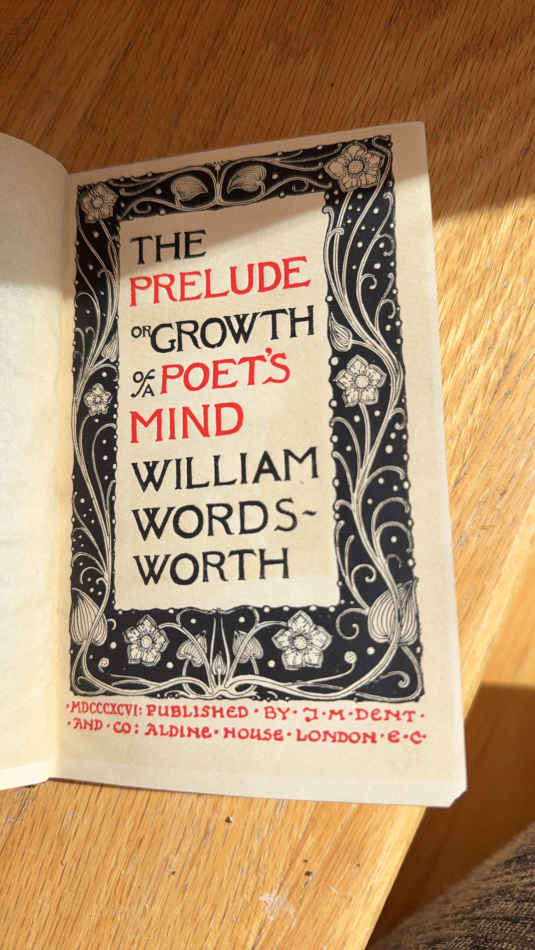 THE
PRELUDE
OR GROWTH
OF A POET'S
MIND
WILLIAM
WORDS~
WORTH
·MDCCCXCVI: PUBLISHED · BY · J · M · DENT ·
· AND · CO: ALDINE · HOUSE · LONDON · E · C ·